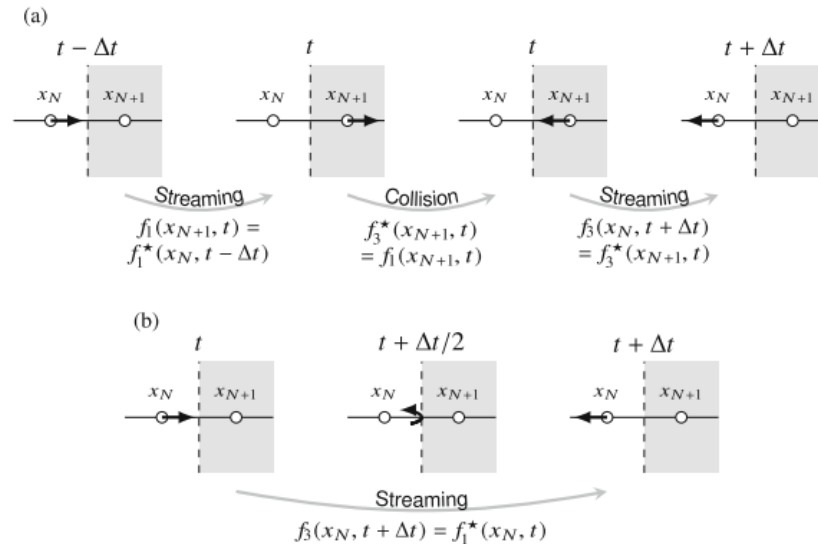 (a)
t − Δt
t
t
t + Δt
x_N x_{N+1}
x_N x_{N+1}
x_N x_{N+1}
x_N x_{N+1}
Streaming
Collision
Streaming
f_1(x_{N+1}, t) =
f_1^★(x_N, t − Δt)
f_3^★(x_{N+1}, t)
= f_1(x_{N+1}, t)
f_3(x_N, t + Δt)
= f_3^★(x_{N+1}, t)
(b)
t
t + Δt/2
t + Δt
x_N x_{N+1}
x_N x_{N+1}
x_N x_{N+1}
Streaming
f_3(x_N, t + Δt) = f_1^★(x_N, t)